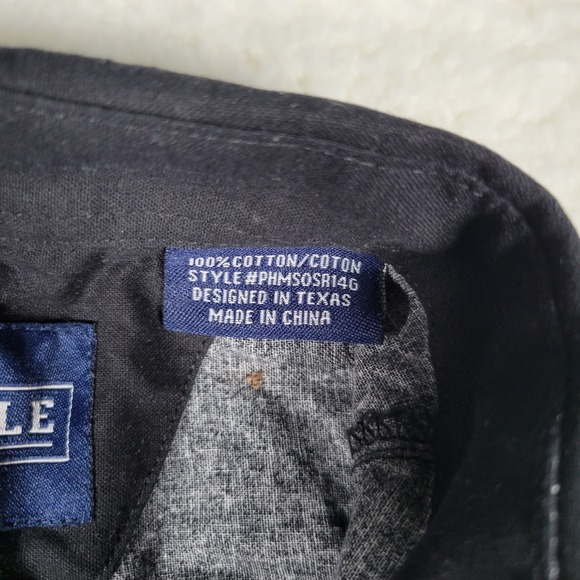 100% COTTON/COTON
STYLE #PHMSOSR14G
DESIGNED IN TEXAS
MADE IN CHINA
LE